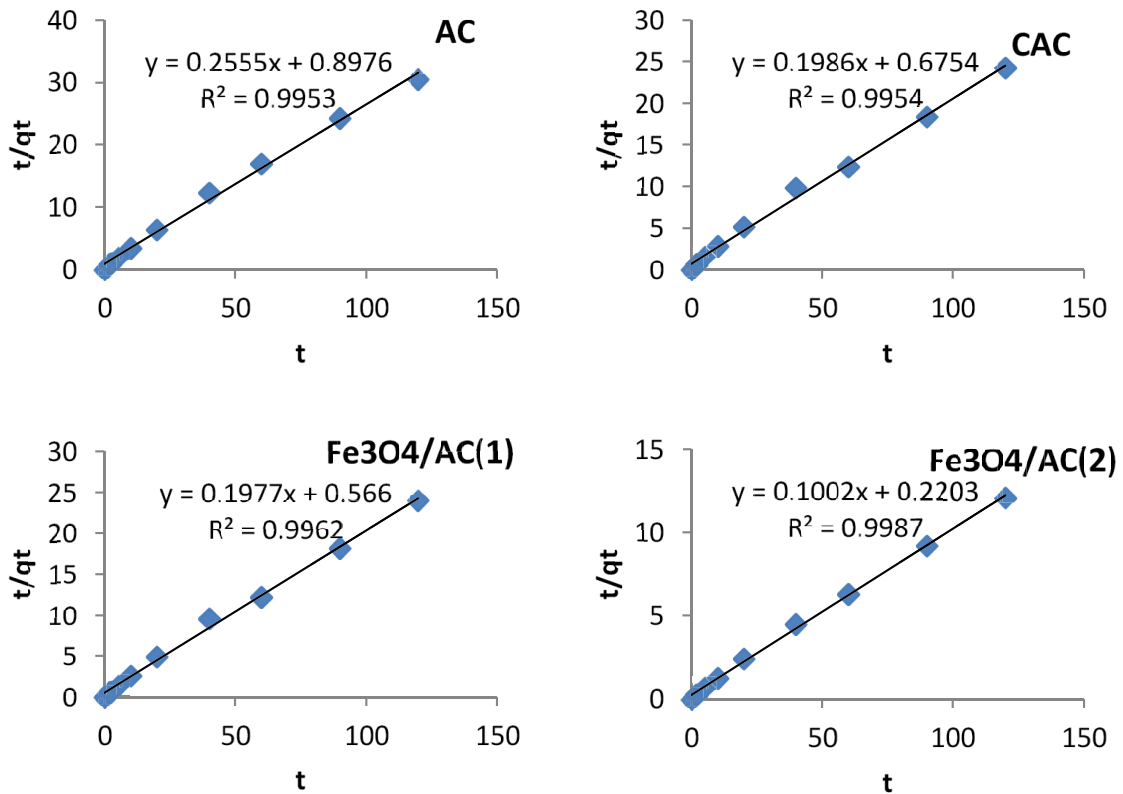 AC
y = 0.2555x + 0.8976
R² = 0.9953
40
30
20
10
0
t/qt
0 50 100 150
t
CAC
y = 0.1986x + 0.6754
R² = 0.9954
30
25
20
15
10
5
0
t/qt
0 50 100 150
t
Fe3O4/AC(1)
y = 0.1977x + 0.566
R² = 0.9962
30
25
20
15
10
5
0
t/qt
0 50 100 150
t
Fe3O4/AC(2)
y = 0.1002x + 0.2203
R² = 0.9987
15
10
5
0
t/qt
0 50 100 150
t